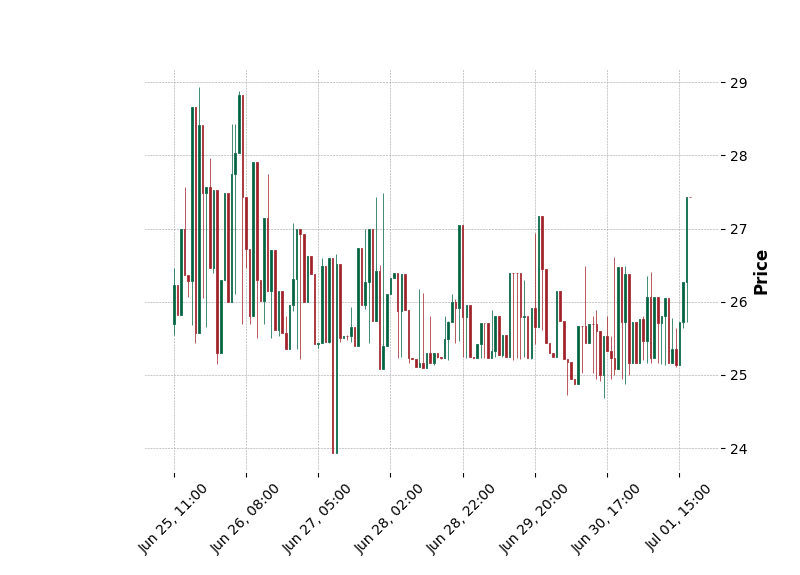 29
28
27
26
25
24
Price
Jun 25, 11:00
Jun 26, 08:00
Jun 27, 05:00
Jun 28, 02:00
Jun 28, 22:00
Jun 29, 20:00
Jun 30, 17:00
Jul 01, 15:00